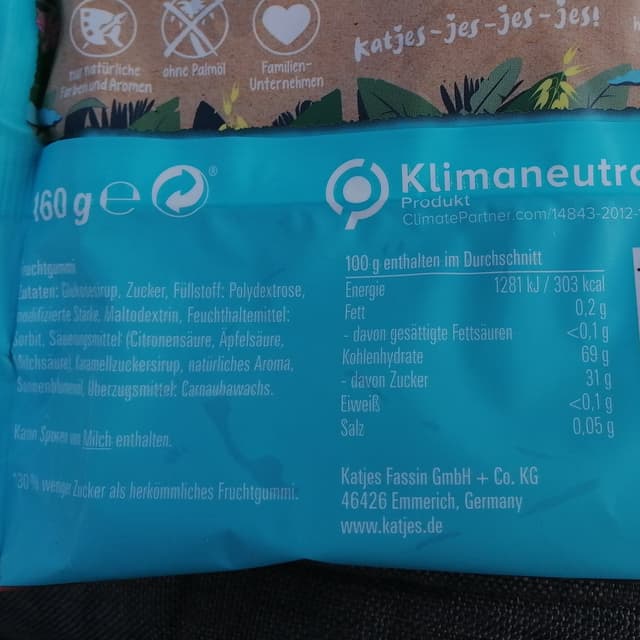 nur natürliche
Farben und Aromen
ohne Palmöl
Familien-
Unternehmen
katjes-jes-jes-jes!
160 g e ®
Klimaneutra
Produkt
ClimatePartner.com/14843-2012-
Fruchtgummi
Zutaten: Glukosesirup, Zucker, Füllstoff: Polydextrose,
modifizierte Stärke, Maltodextrin, Feuchthaltemittel:
Sorbit, Säuerungsmittel (Citronensäure, Äpfelsäure,
Milchsäure), Karamellzuckersirup, natürliches Aroma,
Sonnenblumenöl, Überzugsmittel: Carnaubawachs.
Kann Spuren von Milch enthalten.
*30 % weniger Zucker als herkömmliches Fruchtgummi.
100 g enthalten im Durchschnitt
Energie 1281 kJ / 303 kcal
Fett 0,2 g
- davon gesättigte Fettsäuren <0,1 g
Kohlenhydrate 69 g
- davon Zucker 31 g
Eiweiß <0,1 g
Salz 0,05 g
Katjes Fassin GmbH + Co. KG
46426 Emmerich, Germany
www.katjes.de